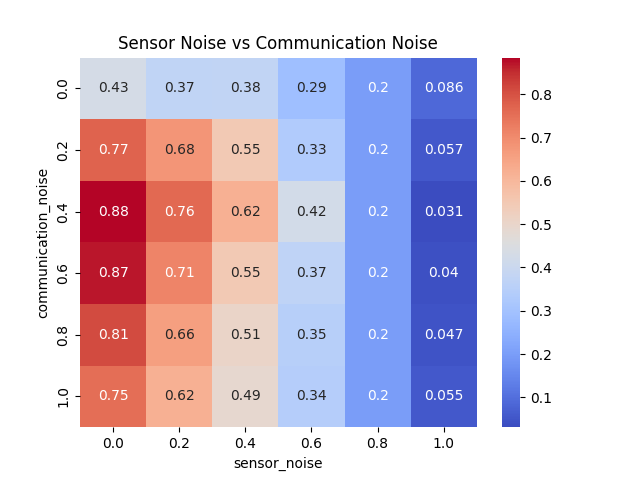 Sensor Noise vs Communication Noise
0.0 0.43 0.37 0.38 0.29 0.2 0.086
0.2 0.77 0.68 0.55 0.33 0.2 0.057
0.4 0.88 0.76 0.62 0.42 0.2 0.031
0.6 0.87 0.71 0.55 0.37 0.2 0.04
0.8 0.81 0.66 0.51 0.35 0.2 0.047
1.0 0.75 0.62 0.49 0.34 0.2 0.055
communication_noise
0.0 0.2 0.4 0.6 0.8 1.0
sensor_noise
0.8
0.7
0.6
0.5
0.4
0.3
0.2
0.1